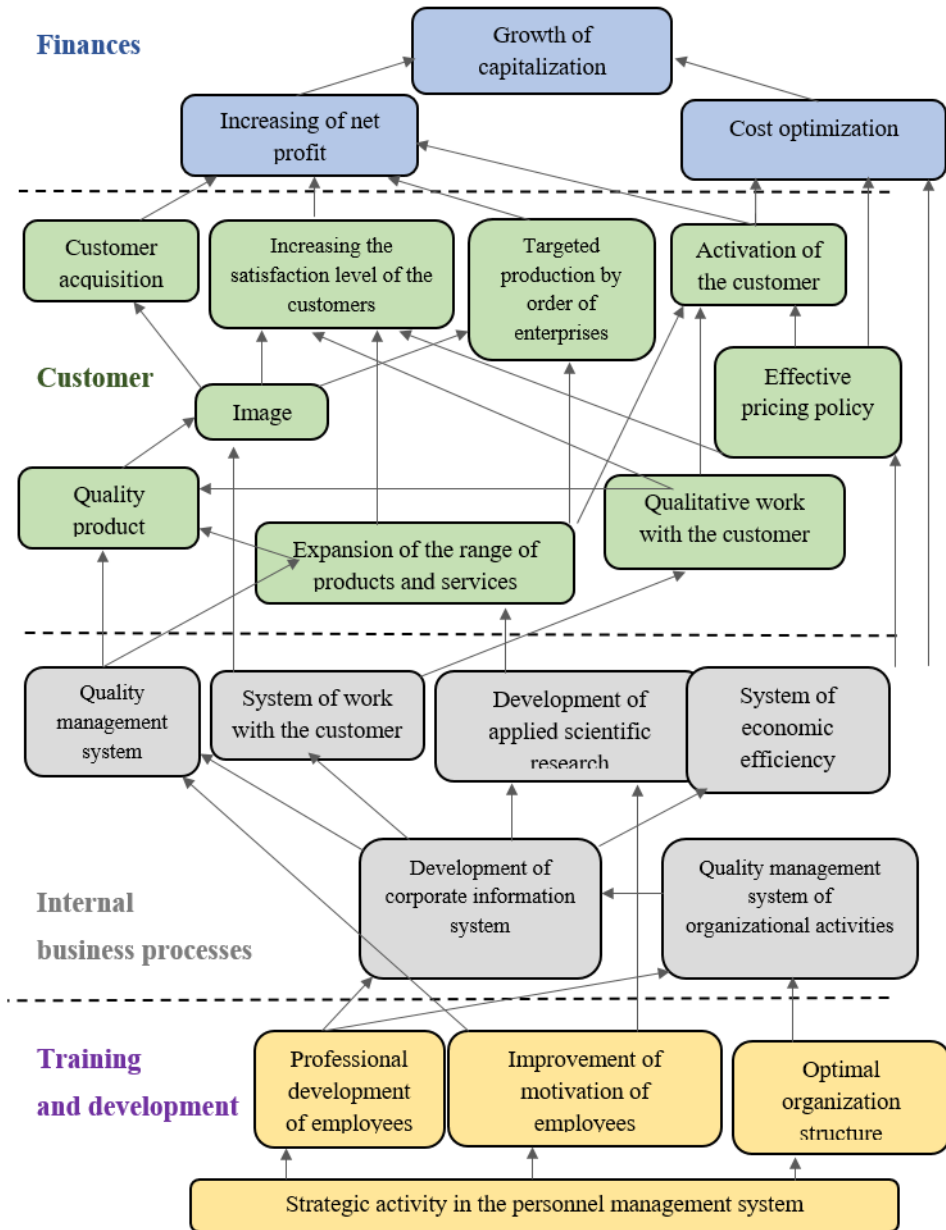 Finances
Growth of
capitalization
Increasing of net
profit
Cost optimization
Customer
acquisition
Increasing the
satisfaction level of the
customers
Targeted
production by
order of
enterprises
Activation of
the customer
Customer
Image
Effective
pricing policy
Quality
product
Expansion of the range of
products and services
Qualitative work
with the customer
Quality
management
system
System of work
with the customer
Development of
applied scientific
research
System of
economic
efficiency
Internal
business processes
Development of
corporate information
system
Quality management
system of
organizational activities
Training
and development
Professional
development
of employees
Improvement of
motivation of
employees
Optimal
organization
structure
Strategic activity in the personnel management system